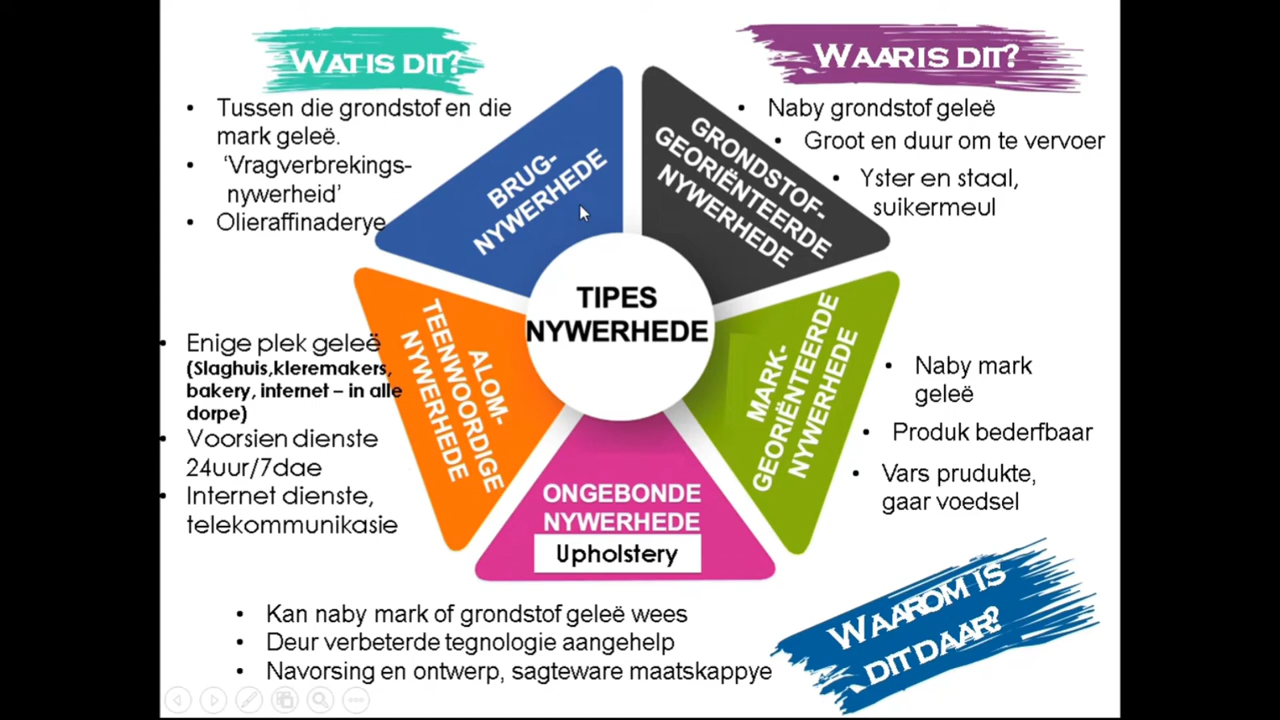 WAT IS DIT?
WAAR IS DIT?
• Tussen die grondstof en die
mark geleë.
• ‘Vragverbrekings-
nywerheid’
• Olieraffinaderye
BRUG-
NYWERHEDE
GRONDSTOF-
GEORIËNTEERDE
NYWERHEDE
• Naby grondstof geleë
• Groot en duur om te vervoer
• Yster en staal,
suikermeul
TIPES
NYWERHEDE
• Enige plek geleë
(Slaghuis,kleremakers,
bakery, internet – in alle
dorpe)
• Voorsien dienste
24uur/7dae
• Internet dienste,
telekommunikasie
ALOM-
TEENWOORDIGE
NYWERHEDE
MARK-
GEORIËNTEERDE
NYWERHEDE
• Naby mark
geleë
• Produk bederfbaar
• Vars prudukte,
gaar voedsel
ONGEBONDE
NYWERHEDE
Upholstery
• Kan naby mark of grondstof geleë wees
• Deur verbeterde tegnologie aangehelp
• Navorsing en ontwerp, sagteware maatskappye
WAAROM IS
DIT DAAR?